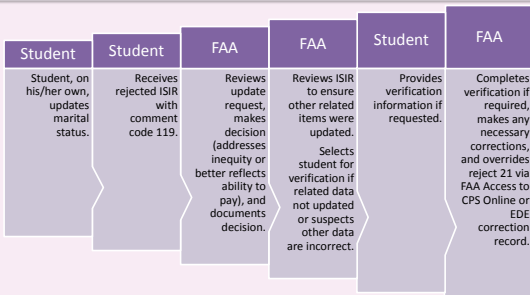 Student
Student, on
his/her own,
updates
marital
status.
Student
Receives
rejected ISIR
with
comment
code 119.
FAA
Reviews
update
request,
makes
decision
(addresses
inequity or
better reflects
ability to
pay), and
documents
decision.
FAA
Reviews ISIR
to ensure
other related
items were
updated.
Selects
student for
verification if
related data
not updated
or suspects
other data
are incorrect.
Student
Provides
verification
information if
requested.
FAA
Completes
verification if
required,
makes any
necessary
corrections,
and overrides
reject 21 via
FAA Access to
CPS Online or
EDE
correction
record.